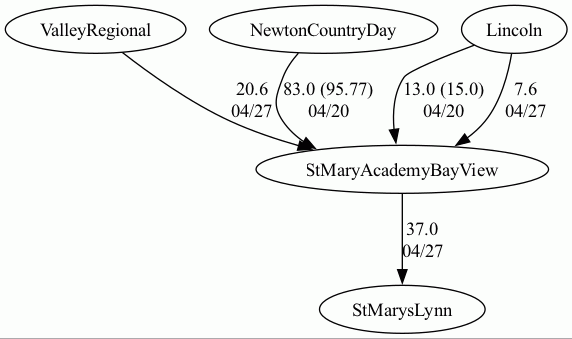 ValleyRegional
NewtonCountryDay
Lincoln
20.6
04/27
83.0 (95.77)
04/20
13.0 (15.0)
04/20
7.6
04/27
StMaryAcademyBayView
37.0
04/27
StMarysLynn